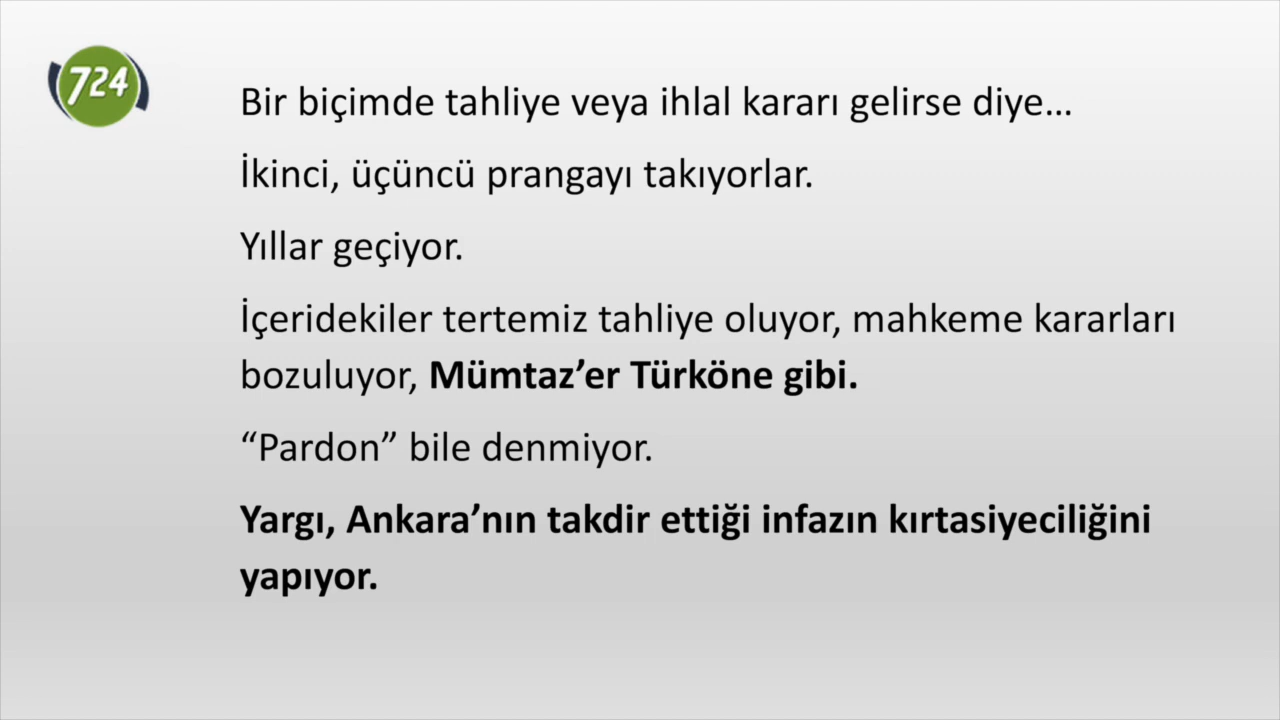 724
Bir biçimde tahliye veya ihlal kararı gelirse diye…
İkinci, üçüncü prangayı takıyorlar.
Yıllar geçiyor.
İçeridekiler tertemiz tahliye oluyor, mahkeme kararları
bozuluyor, Mümtaz’er Türköne gibi.
“Pardon” bile denmiyor.
Yargı, Ankara’nın takdir ettiği infazın kırtasiyeciliğini
yapıyor.